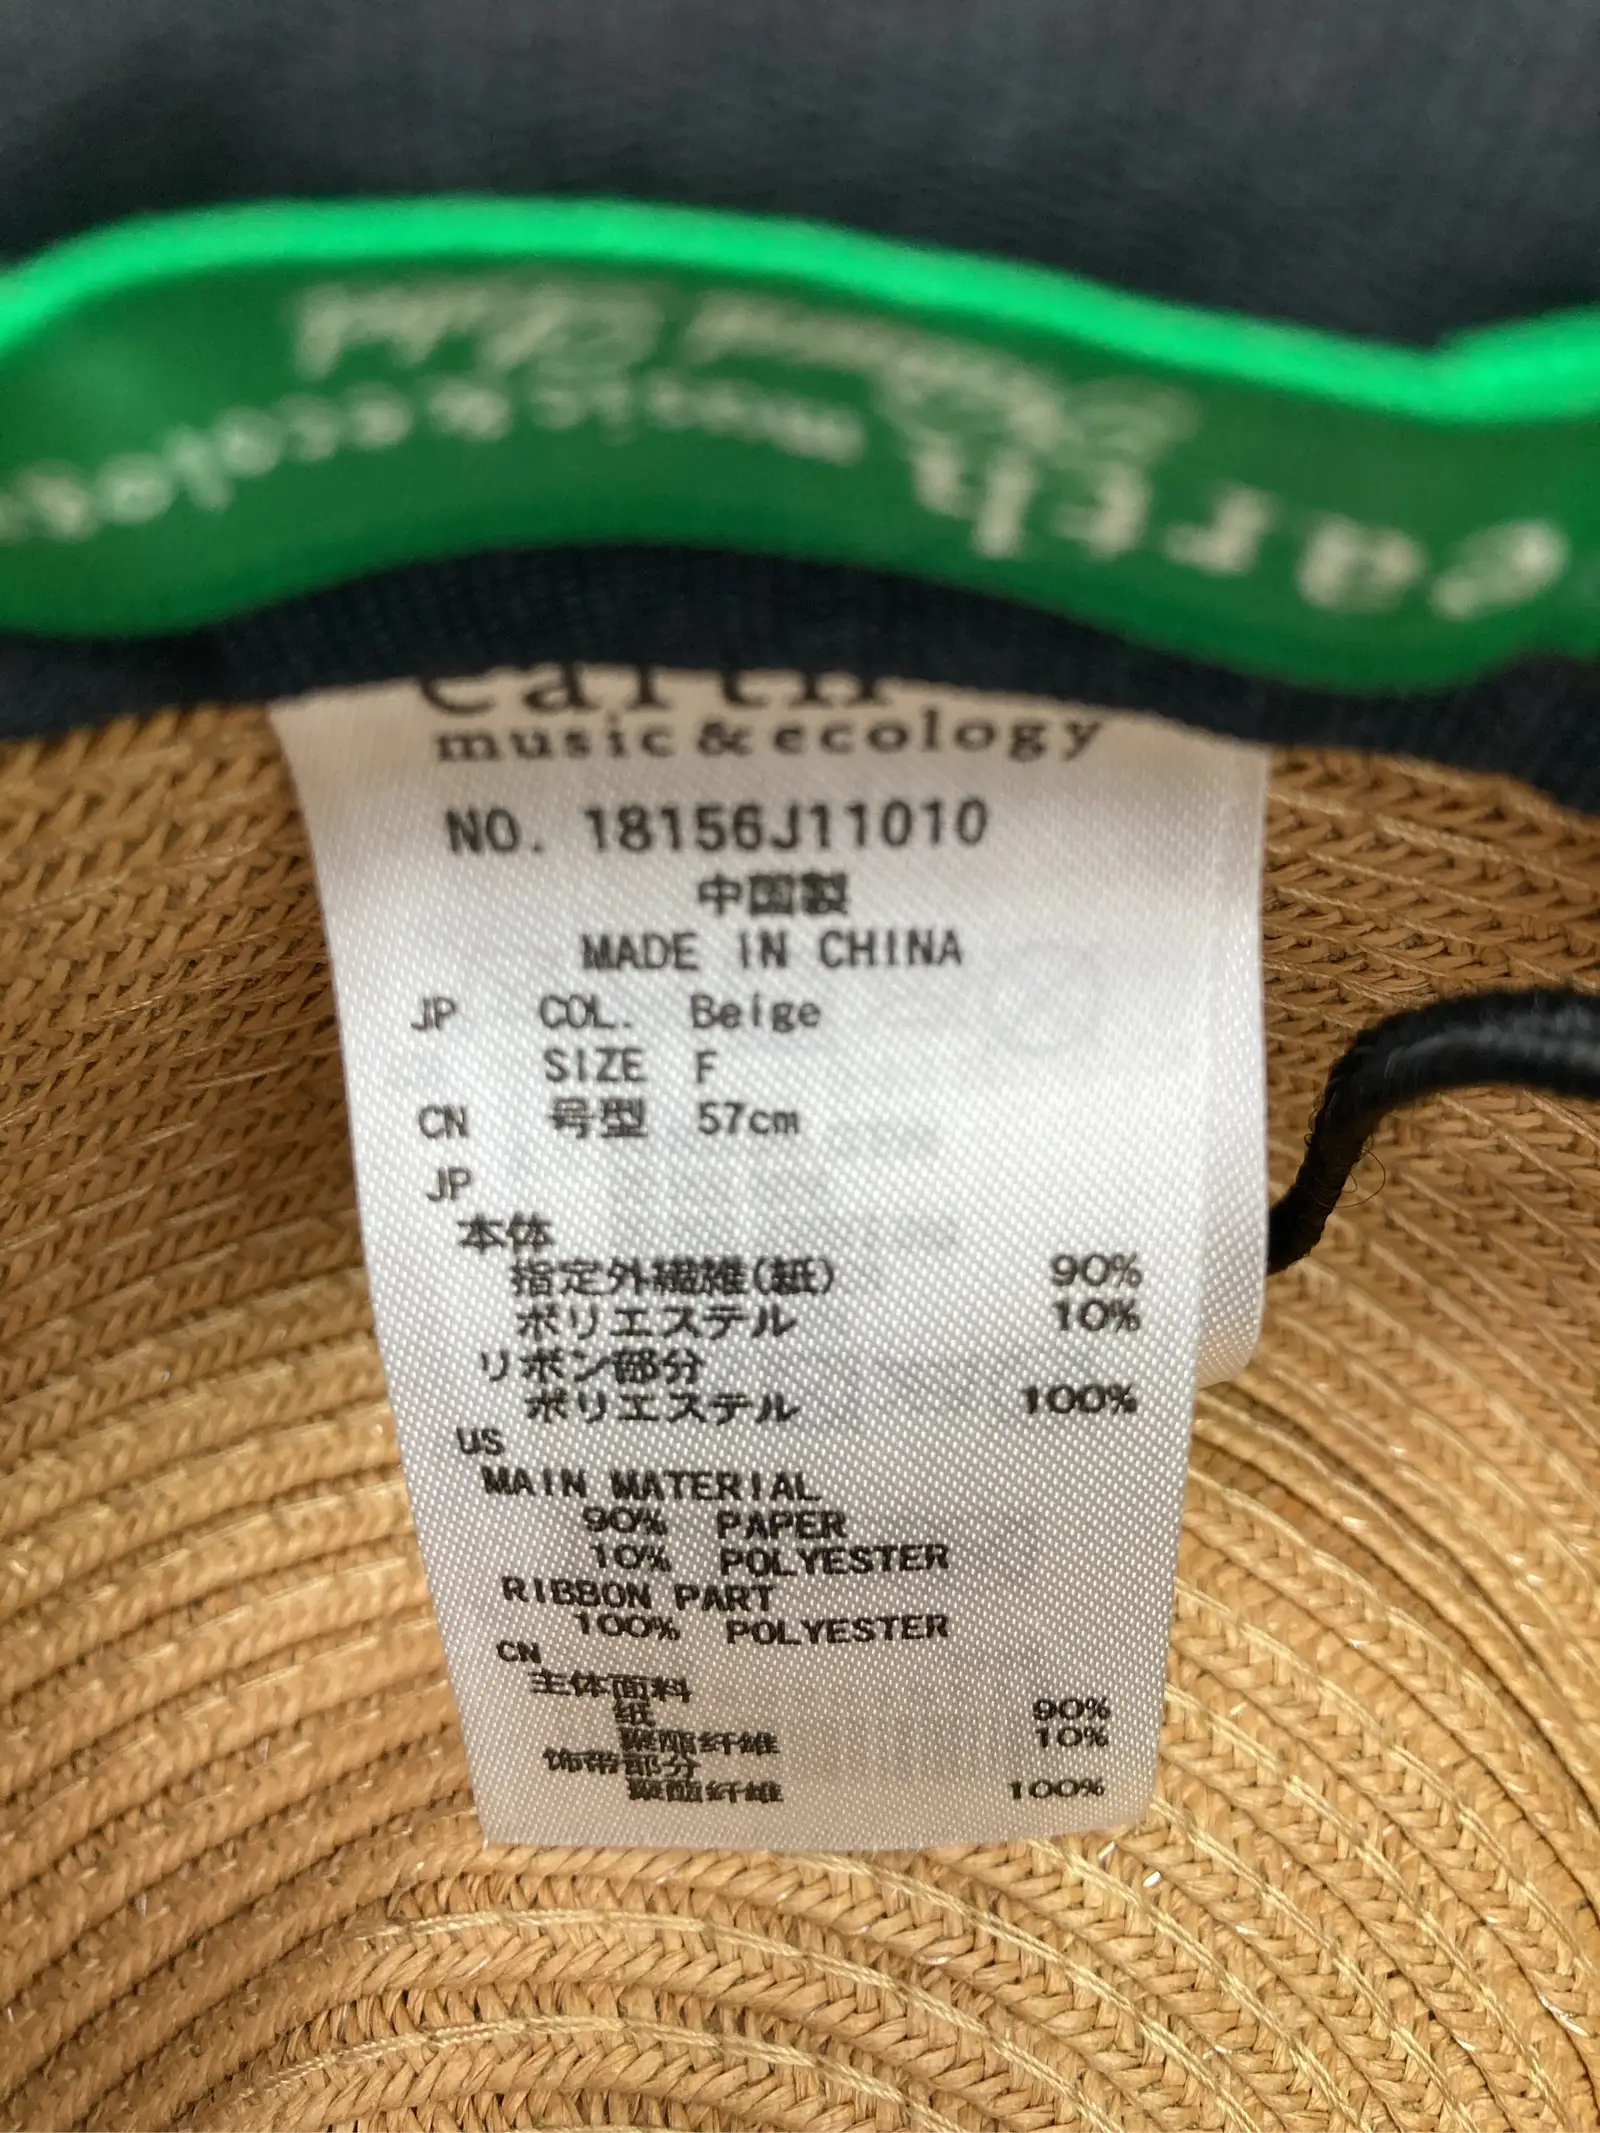 earth
music & ecology
earth
music & ecology
NO. 18156J11010
中国製
MADE IN CHINA
JP COL. Beige
SIZE F
CN 号型 57cm
JP
本体
指定外繊維(紙) 90%
ポリエステル 10%
リボン部分
ポリエステル 100%
US
MAIN MATERIAL
90% PAPER
10% POLYESTER
RIBBON PART
100% POLYESTER
CN
主体面料
纸 90%
聚酯纤维 10%
饰带部分
聚酯纤维 100%